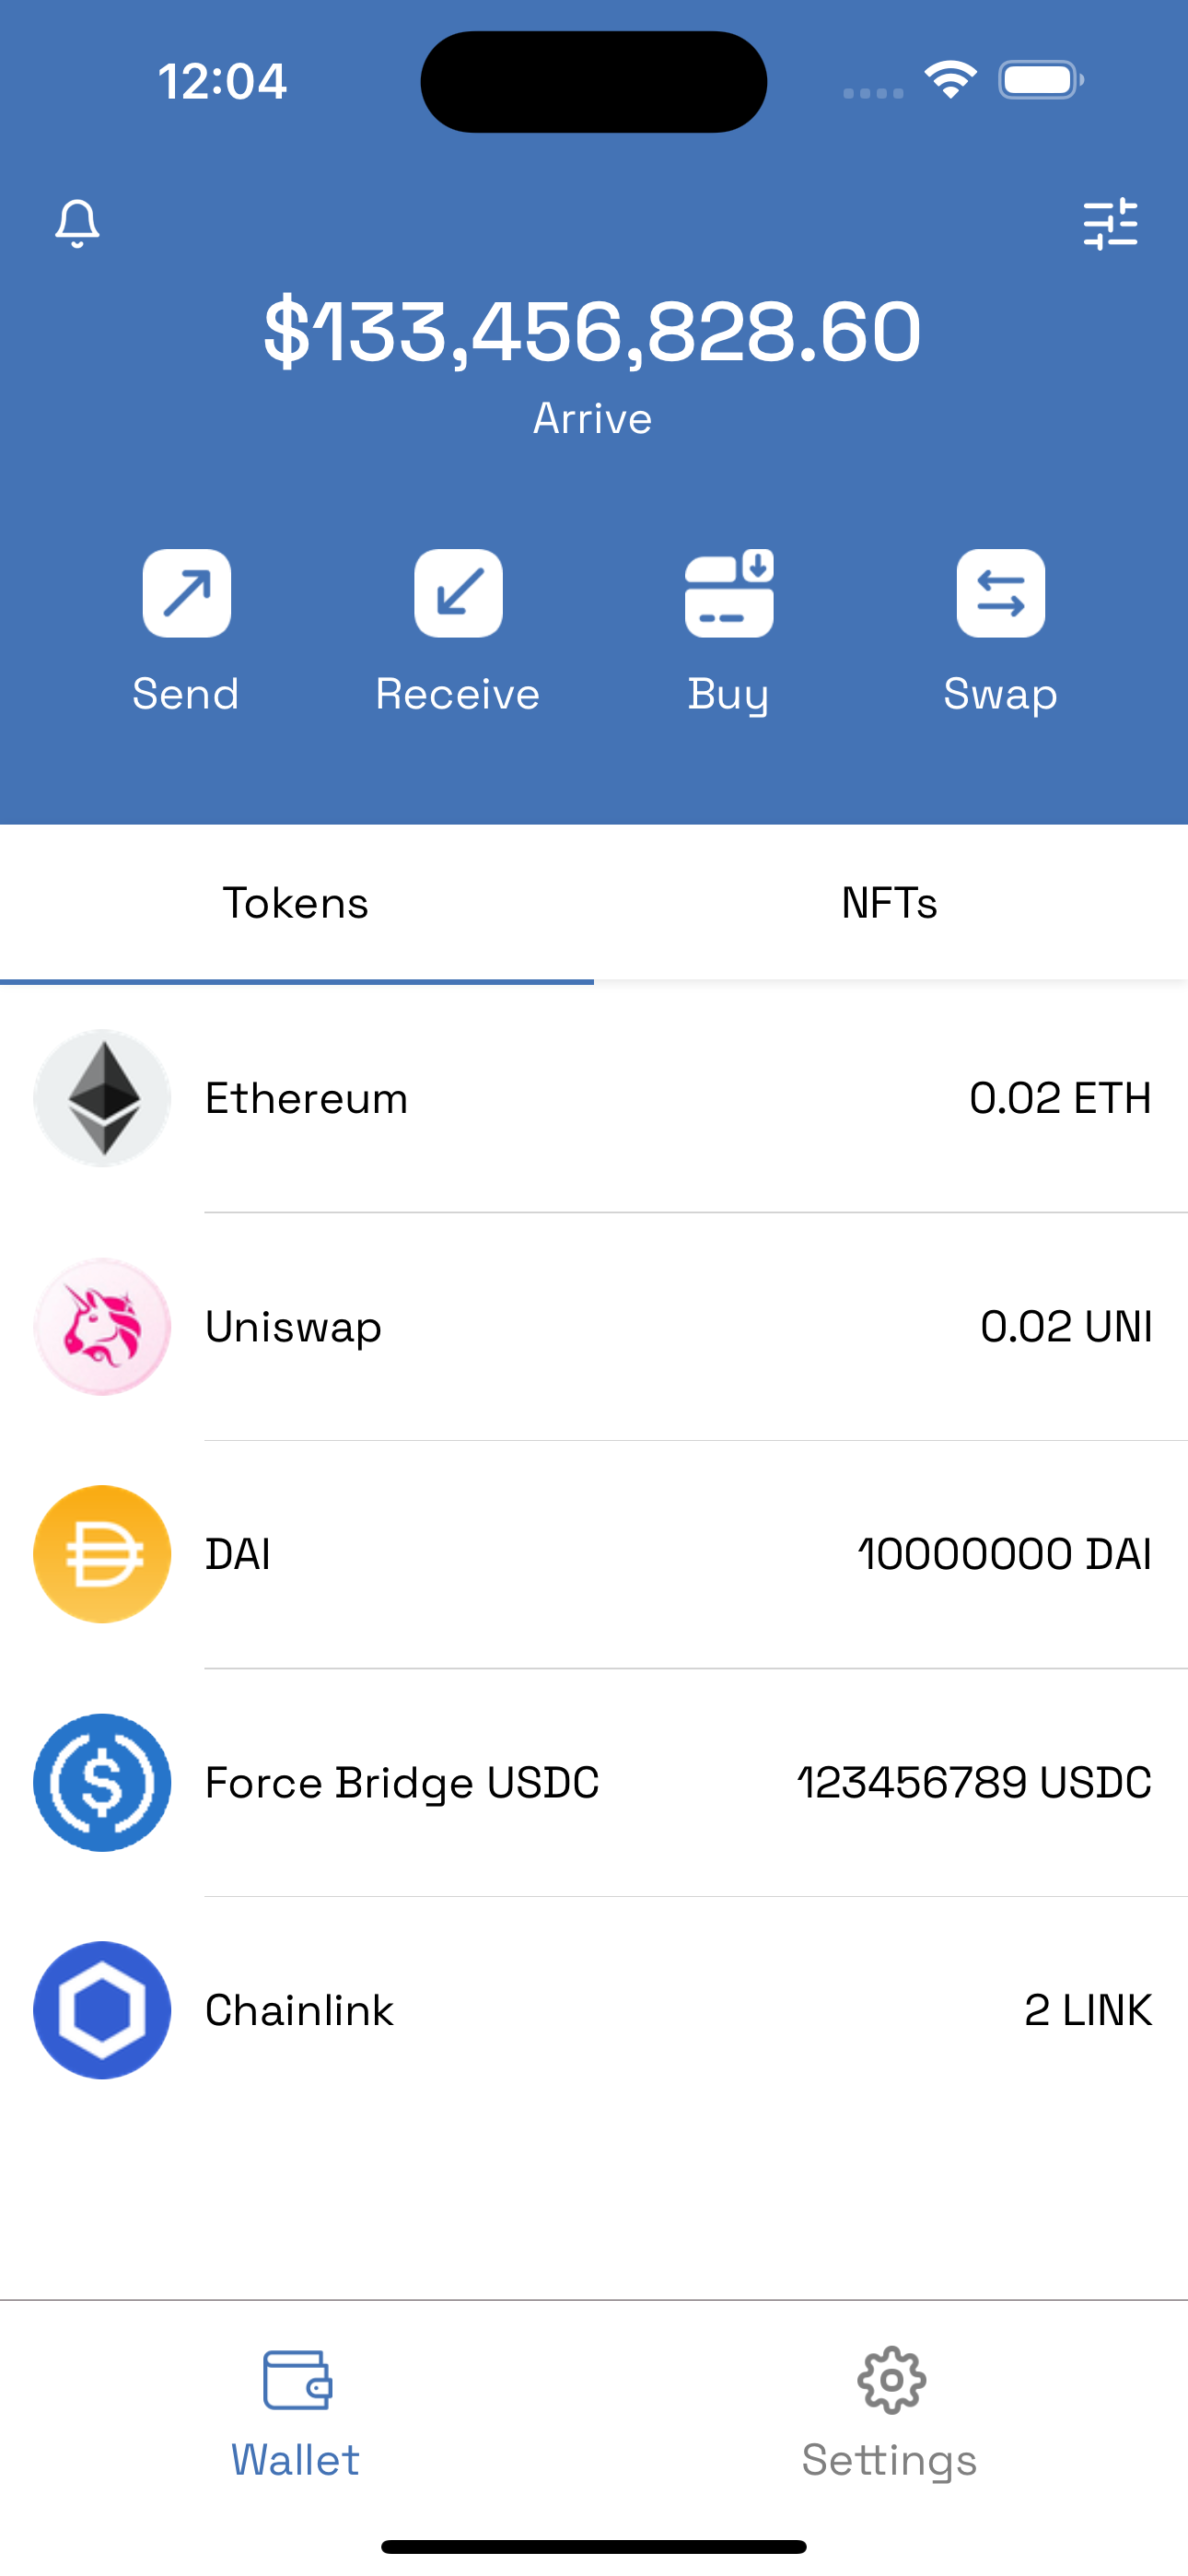 12:04
$133,456,828.60
Arrive
Send Receive Buy Swap
Tokens NFTs
Ethereum 0.02 ETH
Uniswap 0.02 UNI
DAI 10000000 DAI
Force Bridge USDC 123456789 USDC
Chainlink 2 LINK
Wallet Settings